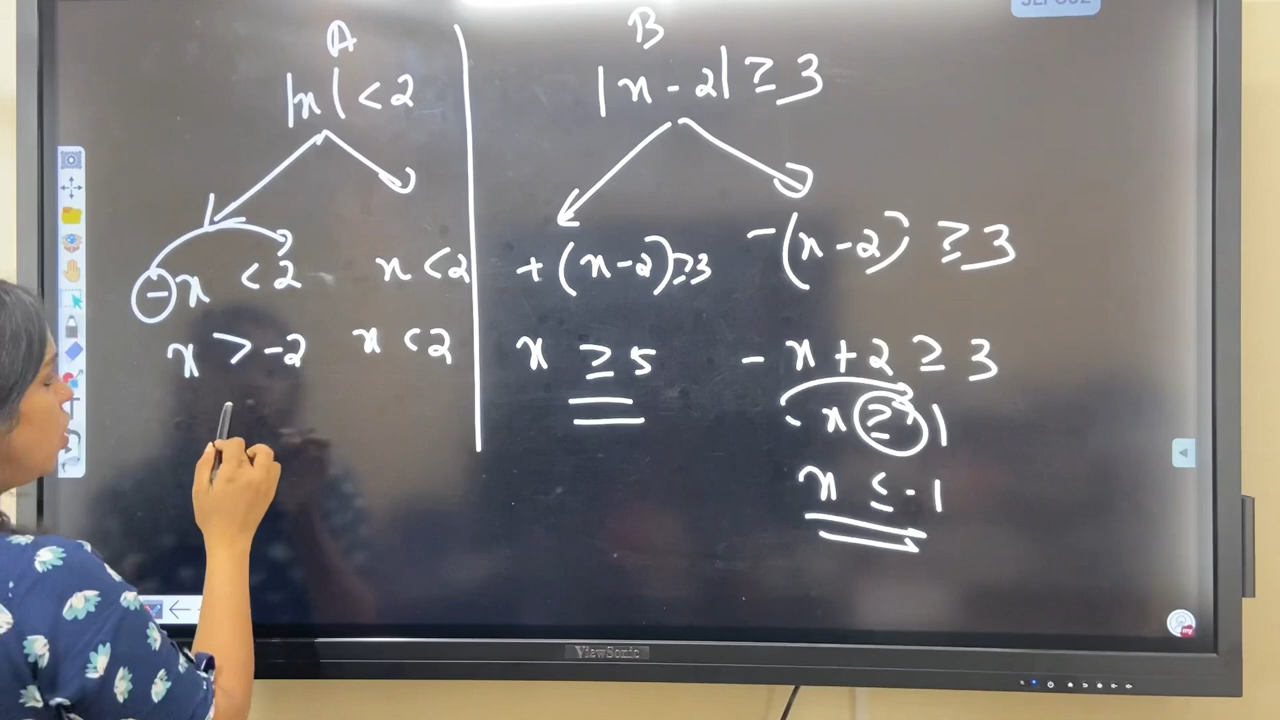 A
|x| < 2
-x < 2 x < 2
x > -2 x < 2
B
|x - 2| ≥ 3
+(x-2) ≥ 3 -(x-2) ≥ 3
x ≥ 5 -x + 2 ≥ 3
-x ≥ 1
x ≤ -1
ViewSonic